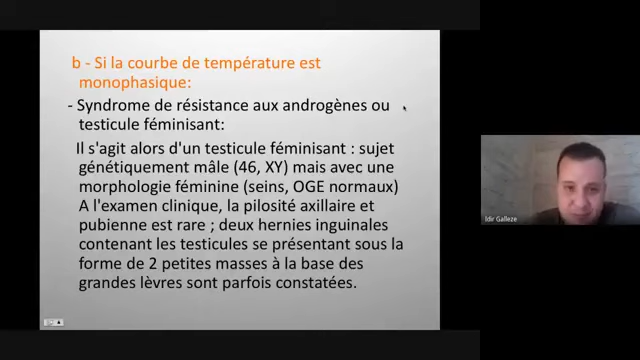 b - Si la courbe de température est
monophasique:
- Syndrome de résistance aux androgènes ou
testicule féminisant:
Il s'agit alors d'un testicule féminisant : sujet
génétiquement mâle (46, XY) mais avec une
morphologie féminine (seins, OGE normaux)
A l'examen clinique, la pilosité axillaire et
pubienne est rare ; deux hernies inguinales
contenant les testicules se présentant sous la
forme de 2 petites masses à la base des
grandes lèvres sont parfois constatées.
Idir Galleze